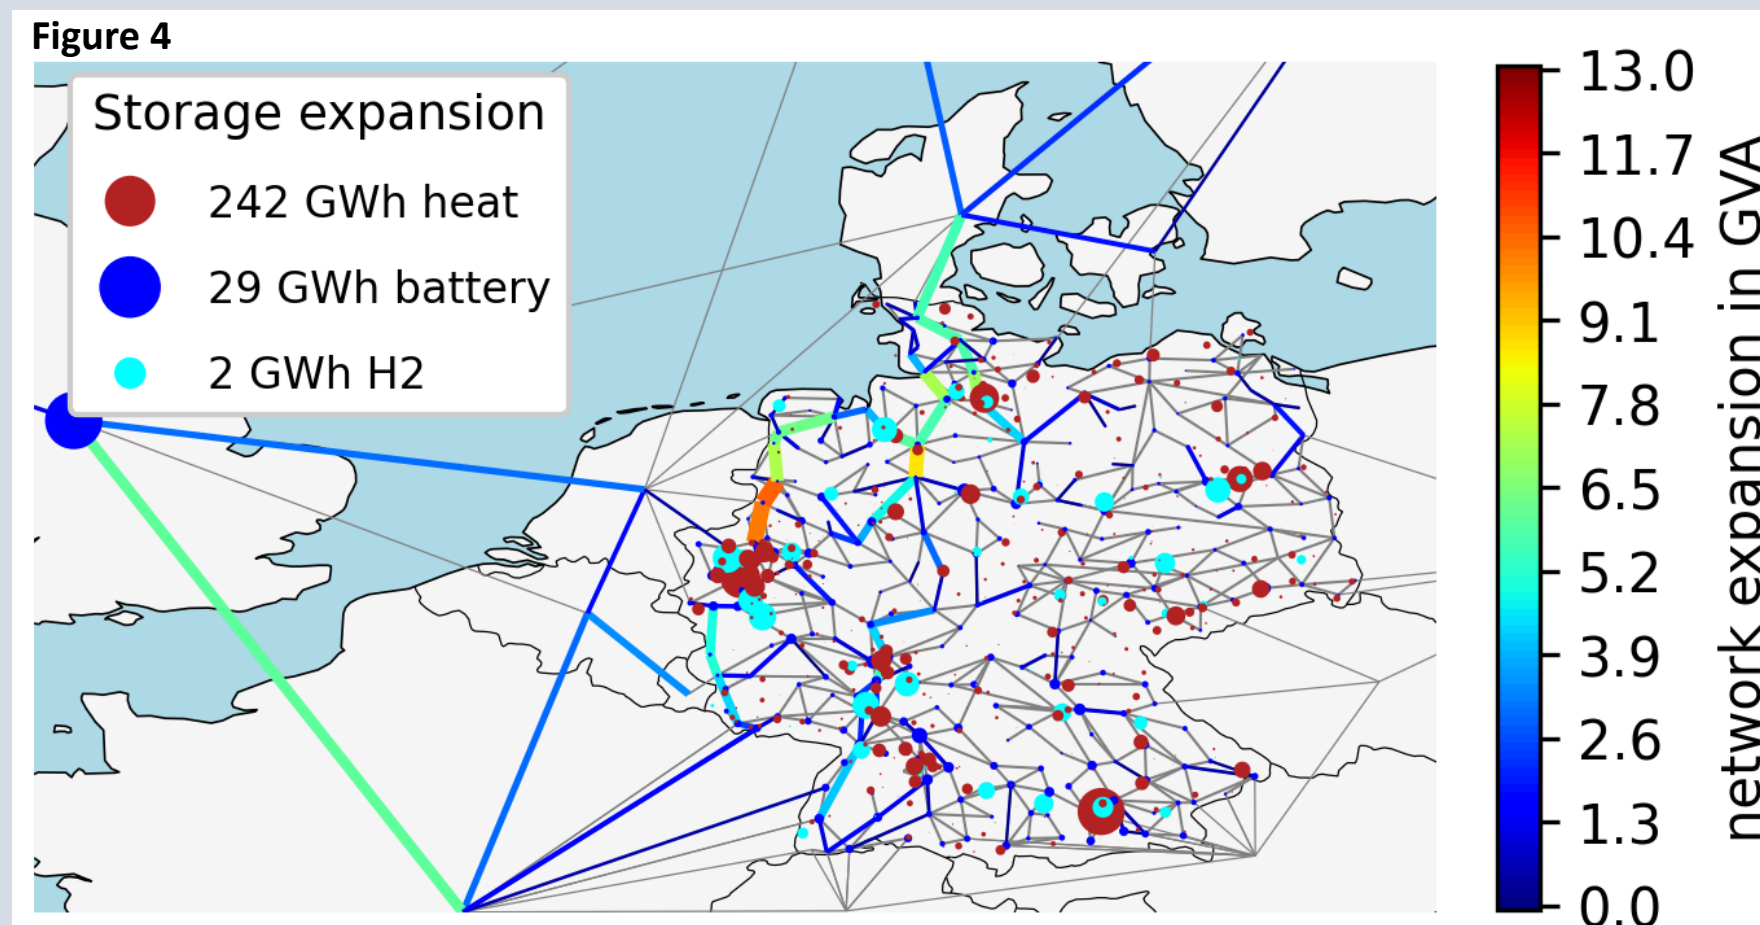 Figure 4
Storage expansion
242 GWh heat
29 GWh battery
2 GWh H2
13.0
11.7
10.4
9.1
7.8
6.5
5.2
3.9
2.6
1.3
0.0
network expansion in GVA